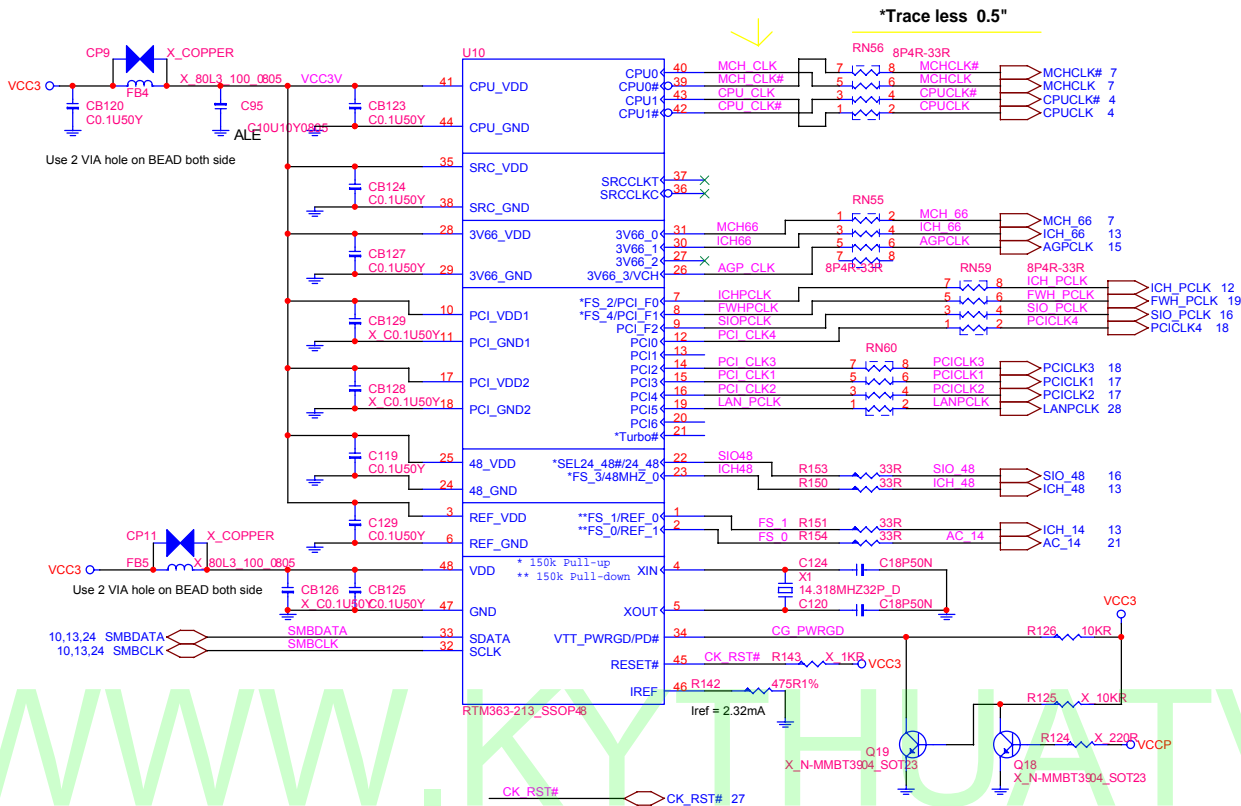 *Trace less 0.5"
CP9 X_COPPER
VCC3
X_80L3_100_0805 VCC3V
FB4
CB120
C0.1U50Y
C95
C10U10Y0805
ALE
Use 2 VIA hole on BEAD both side
CB123
C0.1U50Y
CB124
C0.1U50Y
CB127
C0.1U50Y
CB129
X_C0.1U50Y
CB128
X_C0.1U50Y
C119
C0.1U50Y
C129
C0.1U50Y
CP11 X_COPPER
VCC3
FB5 X_80L3_100_0805
Use 2 VIA hole on BEAD both side
CB126
X_C0.1U50Y
CB125
C0.1U50Y
10,13,24 SMBDATA SMBDATA
10,13,24 SMBCLK SMBCLK
U10
41 CPU_VDD
44 CPU_GND
35 SRC_VDD
38 SRC_GND
28 3V66_VDD
29 3V66_GND
10 PCI_VDD1
11 PCI_GND1
17 PCI_VDD2
18 PCI_GND2
25 48_VDD
24 48_GND
3 REF_VDD
6 REF_GND
48 VDD
47 GND
33 SDATA
32 SCLK
* 150k Pull-up
** 150k Pull-down
RTM363-213_SSOP48
CPU0 40 MCH_CLK
CPU0# 39 MCH_CLK#
CPU1 43 CPU_CLK
CPU1# 42 CPU_CLK#
RN56
8P4R-33R
7 8 MCHCLK# MCHCLK# 7
5 6 MCHCLK MCHCLK 7
3 4 CPUCLK# CPUCLK# 4
1 2 CPUCLK CPUCLK 4
SRCCLKT 37
SRCCLKC 36
3V66_0 31 MCH66
3V66_1 30 ICH66
3V66_2 27
3V66_3/VCH 26 AGP_CLK
RN55
1 2 MCH_66 MCH_66 7
3 4 ICH_66 ICH_66 13
5 6 AGPCLK AGPCLK 15
7 8
8P4R-33R
*FS_2/PCI_F0 7 ICHPCLK
*FS_4/PCI_F1 8 FWHPCLK
PCI_F2 9 SIOPCLK
PCI0 12 PCI_CLK4
PCI1 13
PCI2 14 PCI_CLK3
PCI3 15 PCI_CLK1
PCI4 16 PCI_CLK2
PCI5 19 LAN_PCLK
PCI6 20
*Turbo# 21
RN59 8P4R-33R
7 8 ICH_PCLK ICH_PCLK 12
5 6 FWH_PCLK FWH_PCLK 19
3 4 SIO_PCLK SIO_PCLK 16
1 2 PCICLK4 PCICLK4 18
RN60
7 8 PCICLK3 PCICLK3 18
5 6 PCICLK1 PCICLK1 17
3 4 PCICLK2 PCICLK2 17
1 2 LANPCLK LANPCLK 28
*SEL24_48#/24_48 22 SIO48 R153 33R SIO_48 SIO_48 16
*FS_3/48MHZ_0 23 ICH48 R150 33R ICH_48 ICH_48 13
**FS_1/REF_0 1 FS_1 R151 33R ICH_14 13
**FS_0/REF_1 2 FS_0 R154 33R AC_14 AC_14 21
XIN 4 C124 C18P50N
X1
14.318MHZ32P_D
XOUT 5 C120 C18P50N
VTT_PWRGD/PD# 34 CG_PWRGD
RESET# 45 CK_RST# R143 X_1KR VCC3
IREF 46 R142 475R1%
Iref = 2.32mA
VCC3
R126 10KR
R125 X_10KR
R124 X_220R VCCP
Q19
X_N-MMBT3904_SOT23
Q18
X_N-MMBT3904_SOT23
CK_RST# CK_RST# 27
WWW.KYTHUATV